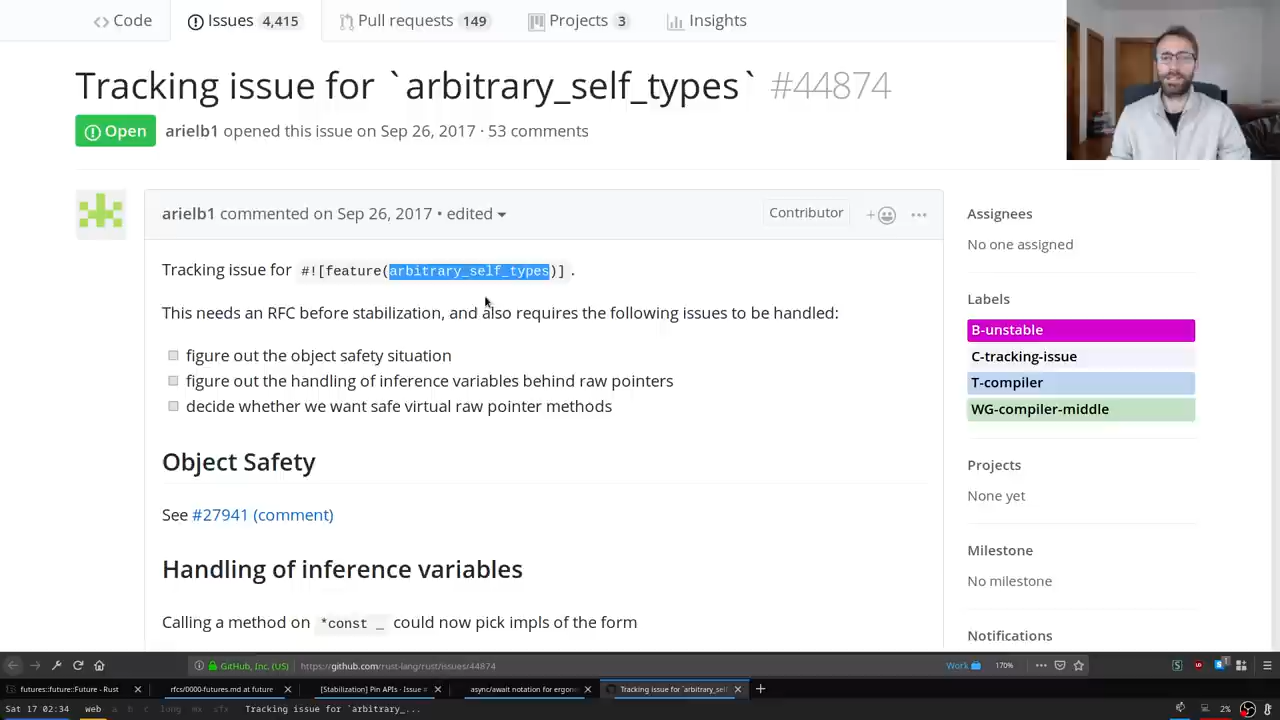 Code
Issues 4,415
Pull requests 149
Projects 3
Insights
Tracking issue for `arbitrary_self_types` #44874
Open arielb1 opened this issue on Sep 26, 2017 · 53 comments
arielb1 commented on Sep 26, 2017 • edited
Contributor
Tracking issue for #![feature(arbitrary_self_types)] .
This needs an RFC before stabilization, and also requires the following issues to be handled:
figure out the object safety situation
figure out the handling of inference variables behind raw pointers
decide whether we want safe virtual raw pointer methods
Object Safety
See #27941 (comment)
Handling of inference variables
Calling a method on *const _ could now pick impls of the form
Assignees
No one assigned
Labels
B-unstable
C-tracking-issue
T-compiler
WG-compiler-middle
Projects
None yet
Milestone
No milestone
Notifications
GitHub, Inc. (US) https://github.com/rust-lang/rust/issues/44874 Work 170%
futures::future::Future - Rust
rfcs/0000-futures.md at future
[Stabilization] Pin APIs · Issue #
async/await notation for ergono
Tracking issue for `arbitrary_self
Sat 17 02:34 web a b c long mx sfx Tracking issue for `arbitrary_... 2%